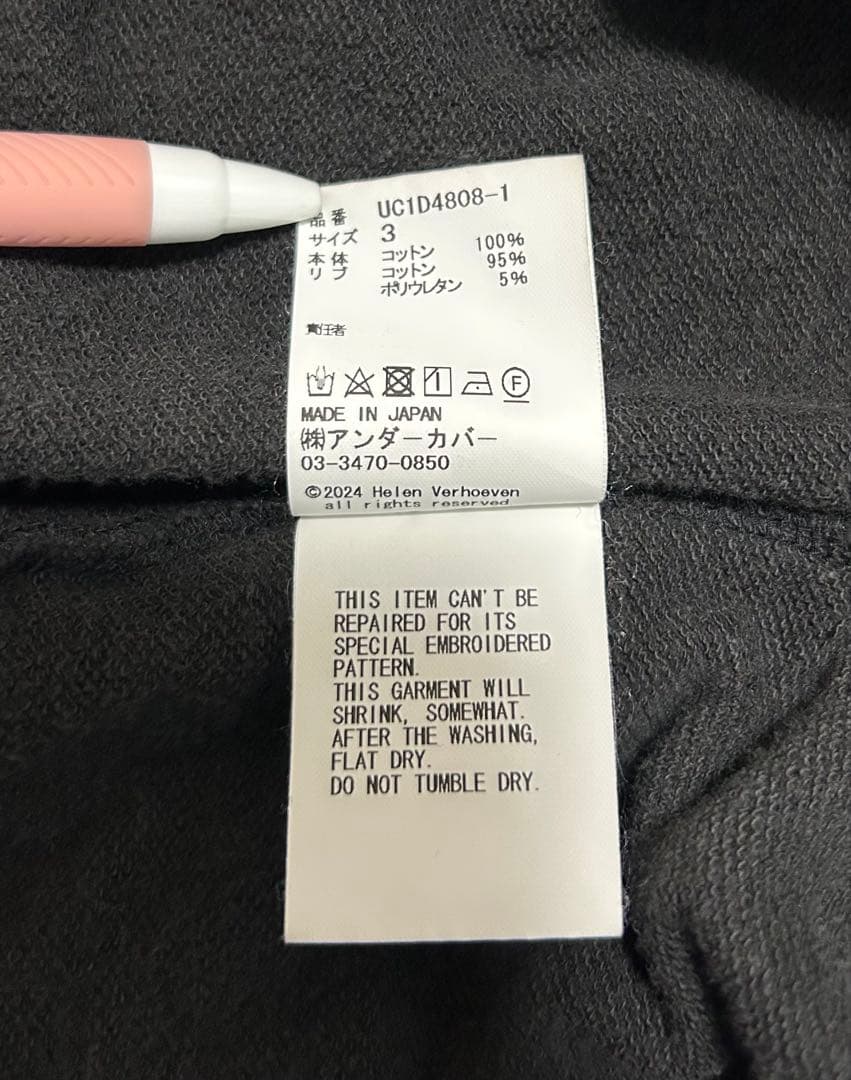 品番 UC1D4808-1
サイズ 3
本体 コットン 100%
リブ コットン 95%
ポリウレタン 5%
責任者
MADE IN JAPAN
㈱アンダーカバー
03-3470-0850
©2024 Helen Verhoeven
all rights reserved
THIS ITEM CAN'T BE
REPAIRED FOR ITS
SPECIAL EMBROIDERED
PATTERN.
THIS GARMENT WILL
SHRINK, SOMEWHAT.
AFTER THE WASHING,
FLAT DRY.
DO NOT TUMBLE DRY.